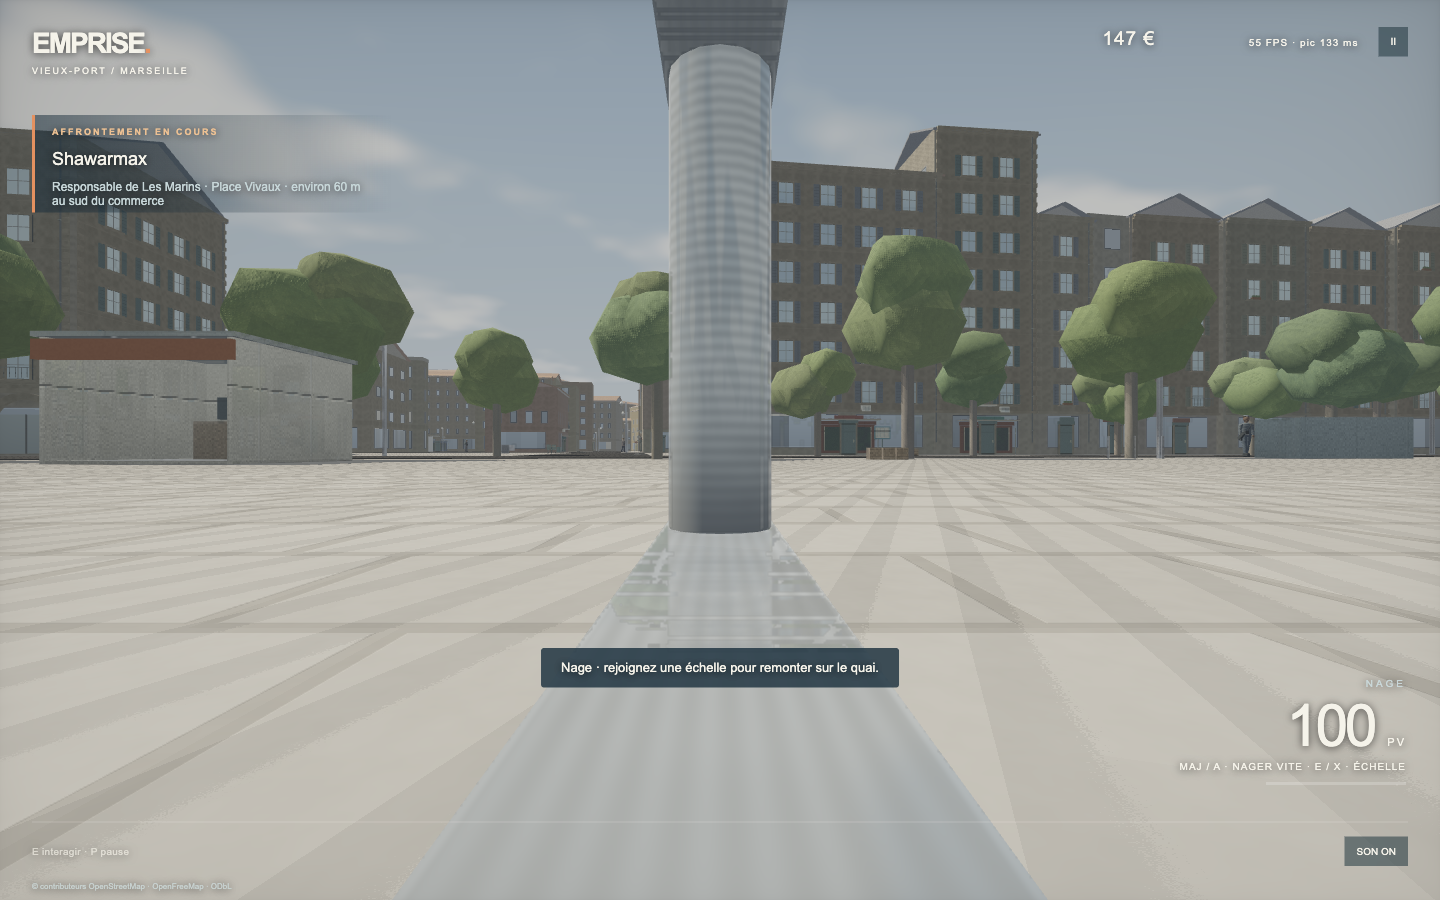 EMPRISE.
VIEUX-PORT / MARSEILLE
147 €
55 FPS · pic 133 ms
II
AFFRONTEMENT EN COURS
Shawarmax
Responsable de Les Marins · Place Vivaux · environ 60 m
au sud du commerce
Nage · rejoignez une échelle pour remonter sur le quai.
NAGE
100 PV
MAJ / A · NAGER VITE · E / X · ÉCHELLE
E interagir · P pause
SON ON
© contributeurs OpenStreetMap · OpenFreeMap · ODbL